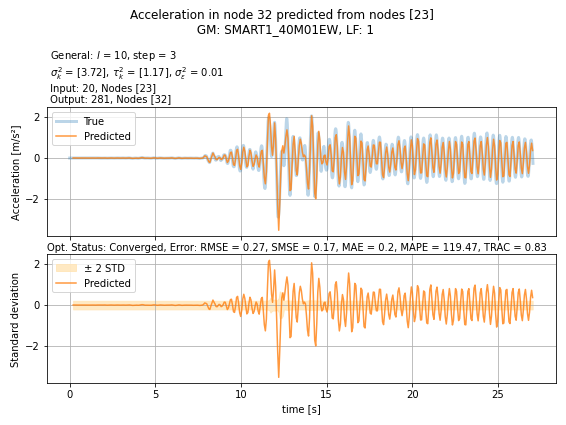 Acceleration in node 32 predicted from nodes [23]
GM: SMART1_40M01EW, LF: 1
General: l = 10, step = 3
σ²ₖ = [3.72], τ²ₖ = [1.17], σ²ε = 0.01
Input: 20, Nodes [23]
Output: 281, Nodes [32]
Acceleration [m/s²]
2
0
−2
True
Predicted
Opt. Status: Converged, Error: RMSE = 0.27, SMSE = 0.17, MAE = 0.2, MAPE = 119.47, TRAC = 0.83
Standard deviation
2
0
−2
± 2 STD
Predicted
0 5 10 15 20 25
time [s]